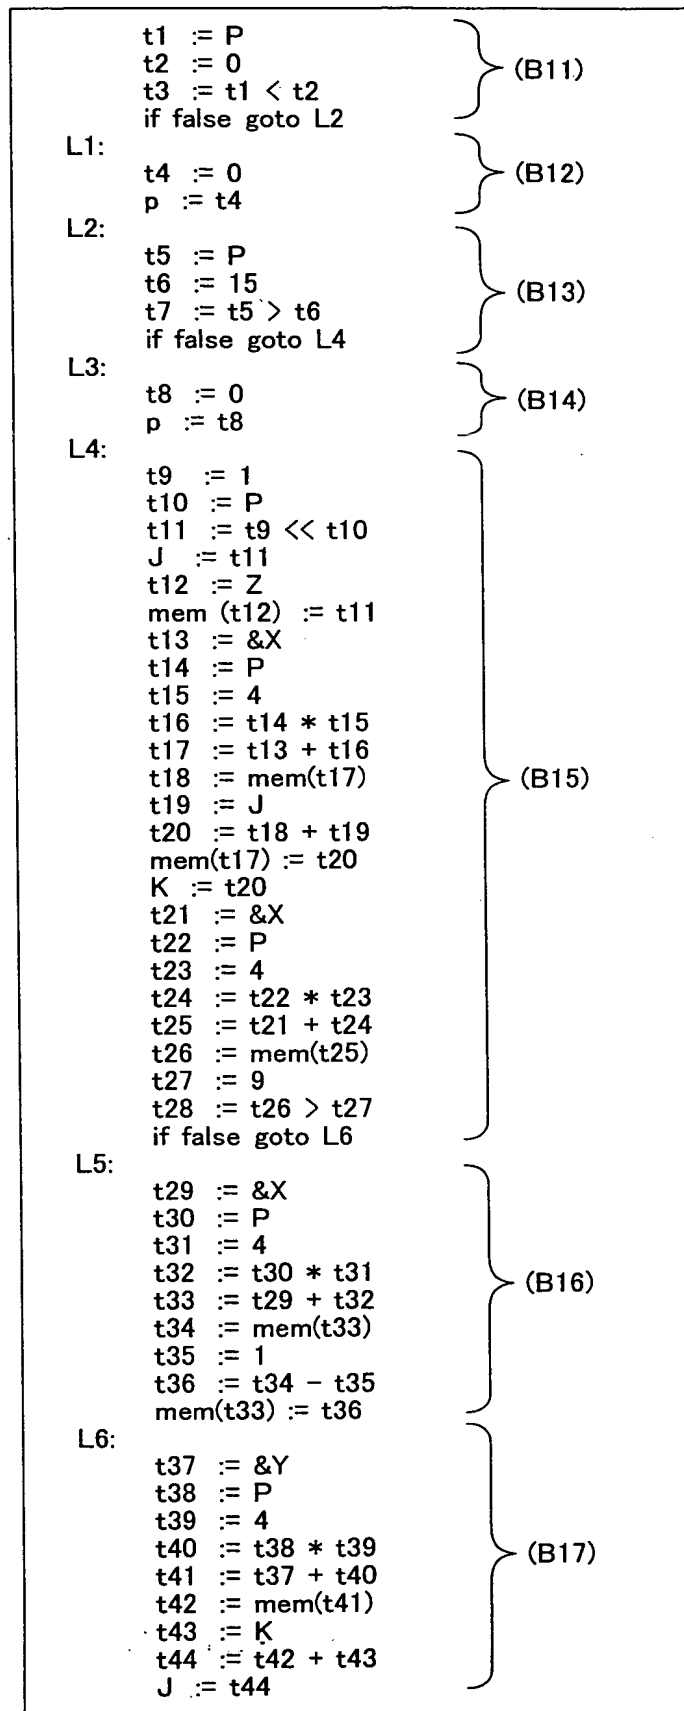 t1 := P
t2 := 0
t3 := t1 < t2
if false goto L2
(B11)
L1:
t4 := 0
p := t4
(B12)
L2:
t5 := P
t6 := 15
t7 := t5 > t6
if false goto L4
(B13)
L3:
t8 := 0
p := t8
(B14)
L4:
t9 := 1
t10 := P
t11 := t9 << t10
J := t11
t12 := Z
mem (t12) := t11
t13 := &X
t14 := P
t15 := 4
t16 := t14 * t15
t17 := t13 + t16
t18 := mem(t17)
t19 := J
t20 := t18 + t19
mem(t17) := t20
K := t20
t21 := &X
t22 := P
t23 := 4
t24 := t22 * t23
t25 := t21 + t24
t26 := mem(t25)
t27 := 9
t28 := t26 > t27
if false goto L6
(B15)
L5:
t29 := &X
t30 := P
t31 := 4
t32 := t30 * t31
t33 := t29 + t32
t34 := mem(t33)
t35 := 1
t36 := t34 - t35
mem(t33) := t36
(B16)
L6:
t37 := &Y
t38 := P
t39 := 4
t40 := t38 * t39
t41 := t37 + t40
t42 := mem(t41)
t43 := K
t44 := t42 + t43
J := t44
(B17)